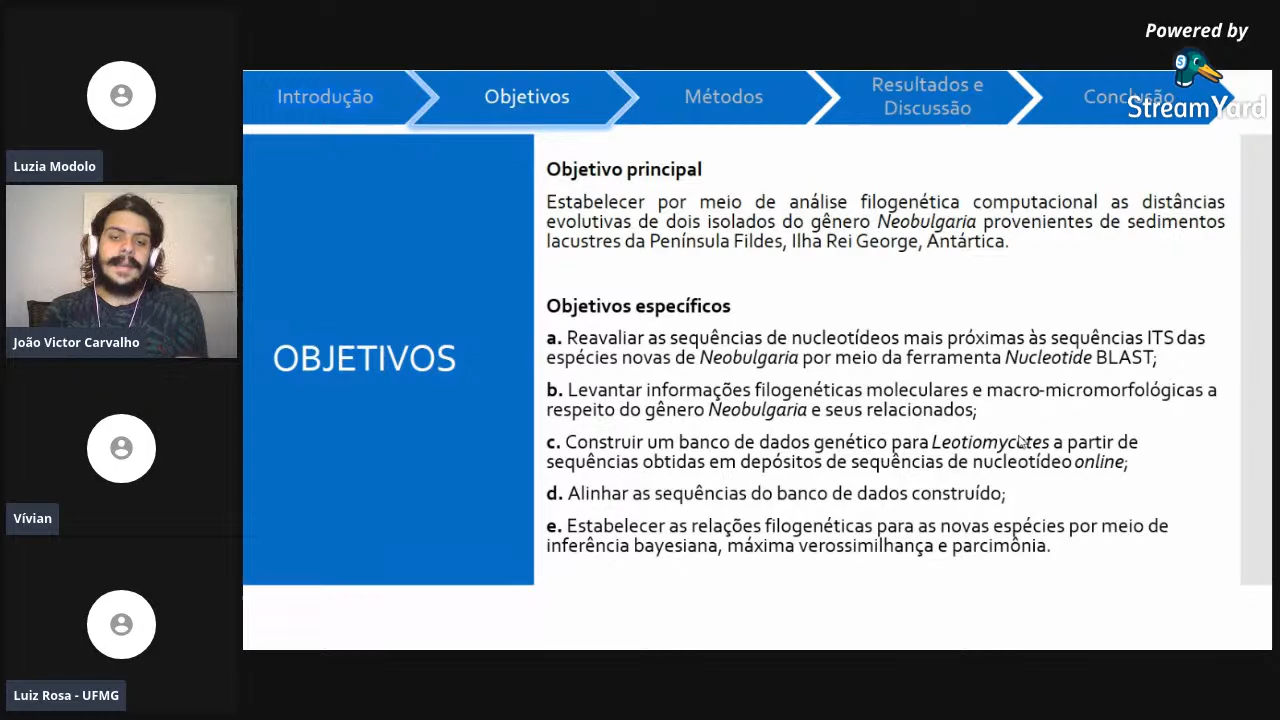 Powered by
StreamYard
Introdução
Objetivos
Métodos
Resultados e
Discussão
Conclusão
Luzia Modolo
João Victor Carvalho
Vívian
Luiz Rosa - UFMG
OBJETIVOS
Objetivo principal
Estabelecer por meio de análise filogenética computacional as distâncias
evolutivas de dois isolados do gênero Neobulgaria provenientes de sedimentos
lacustres da Península Fildes, Ilha Rei George, Antártica.
Objetivos específicos
a. Reavaliar as sequências de nucleotídeos mais próximas às sequências ITS das
espécies novas de Neobulgaria por meio da ferramenta Nucleotide BLAST;
b. Levantar informações filogenéticas moleculares e macro-micromorfológicas a
respeito do gênero Neobulgaria e seus relacionados;
c. Construir um banco de dados genético para Leotiomycetes a partir de
sequências obtidas em depósitos de sequências de nucleotídeo online;
d. Alinhar as sequências do banco de dados construído;
e. Estabelecer as relações filogenéticas para as novas espécies por meio de
inferência bayesiana, máxima verossimilhança e parcimônia.